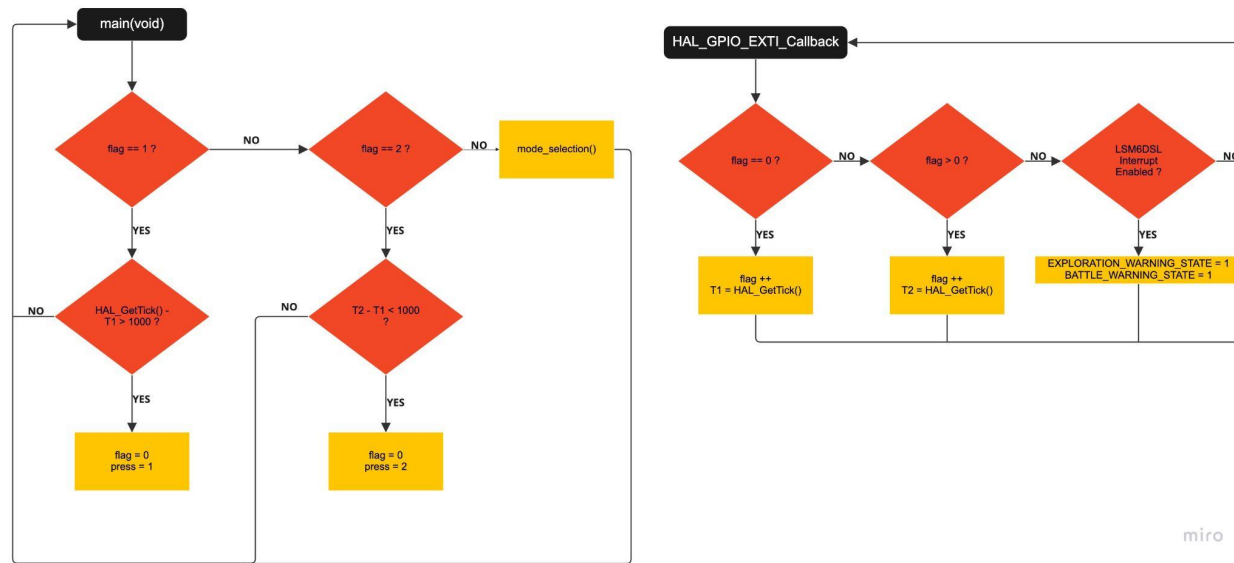 main(void)
flag == 1 ?
NO
flag == 2 ?
NO
mode_selection()
YES
YES
NO
HAL_GetTick() -
T1 > 1000 ?
NO
T2 - T1 < 1000
?
YES
YES
flag = 0
press = 1
flag = 0
press = 2
HAL_GPIO_EXTI_Callback
flag == 0 ?
NO
flag > 0 ?
NO
LSM6DSL
Interrupt
Enabled ?
NO
YES
YES
YES
flag ++
T1 = HAL_GetTick()
flag ++
T2 = HAL_GetTick()
EXPLORATION_WARNING_STATE = 1
BATTLE_WARNING_STATE = 1
miro